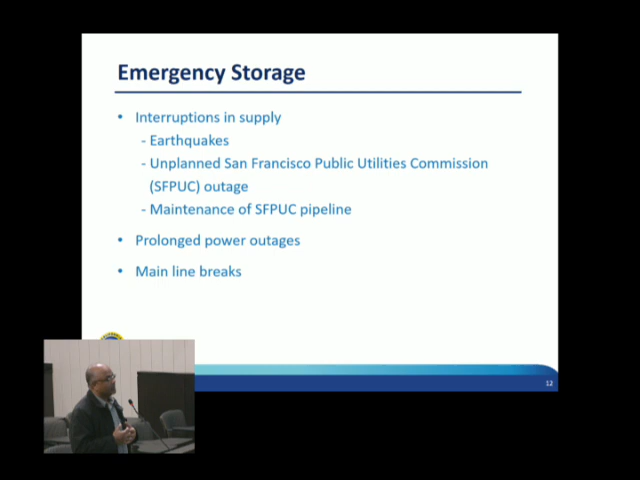 Emergency Storage
• Interruptions in supply
- Earthquakes
- Unplanned San Francisco Public Utilities Commission
(SFPUC) outage
- Maintenance of SFPUC pipeline
• Prolonged power outages
• Main line breaks
12